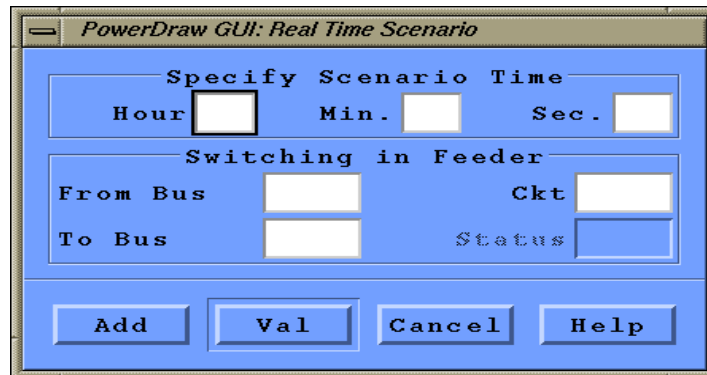 PowerDraw GUI: Real Time Scenario
Specify Scenario Time
Hour Min. Sec.
Switching in Feeder
From Bus Ckt
To Bus Status
Add Val Cancel Help